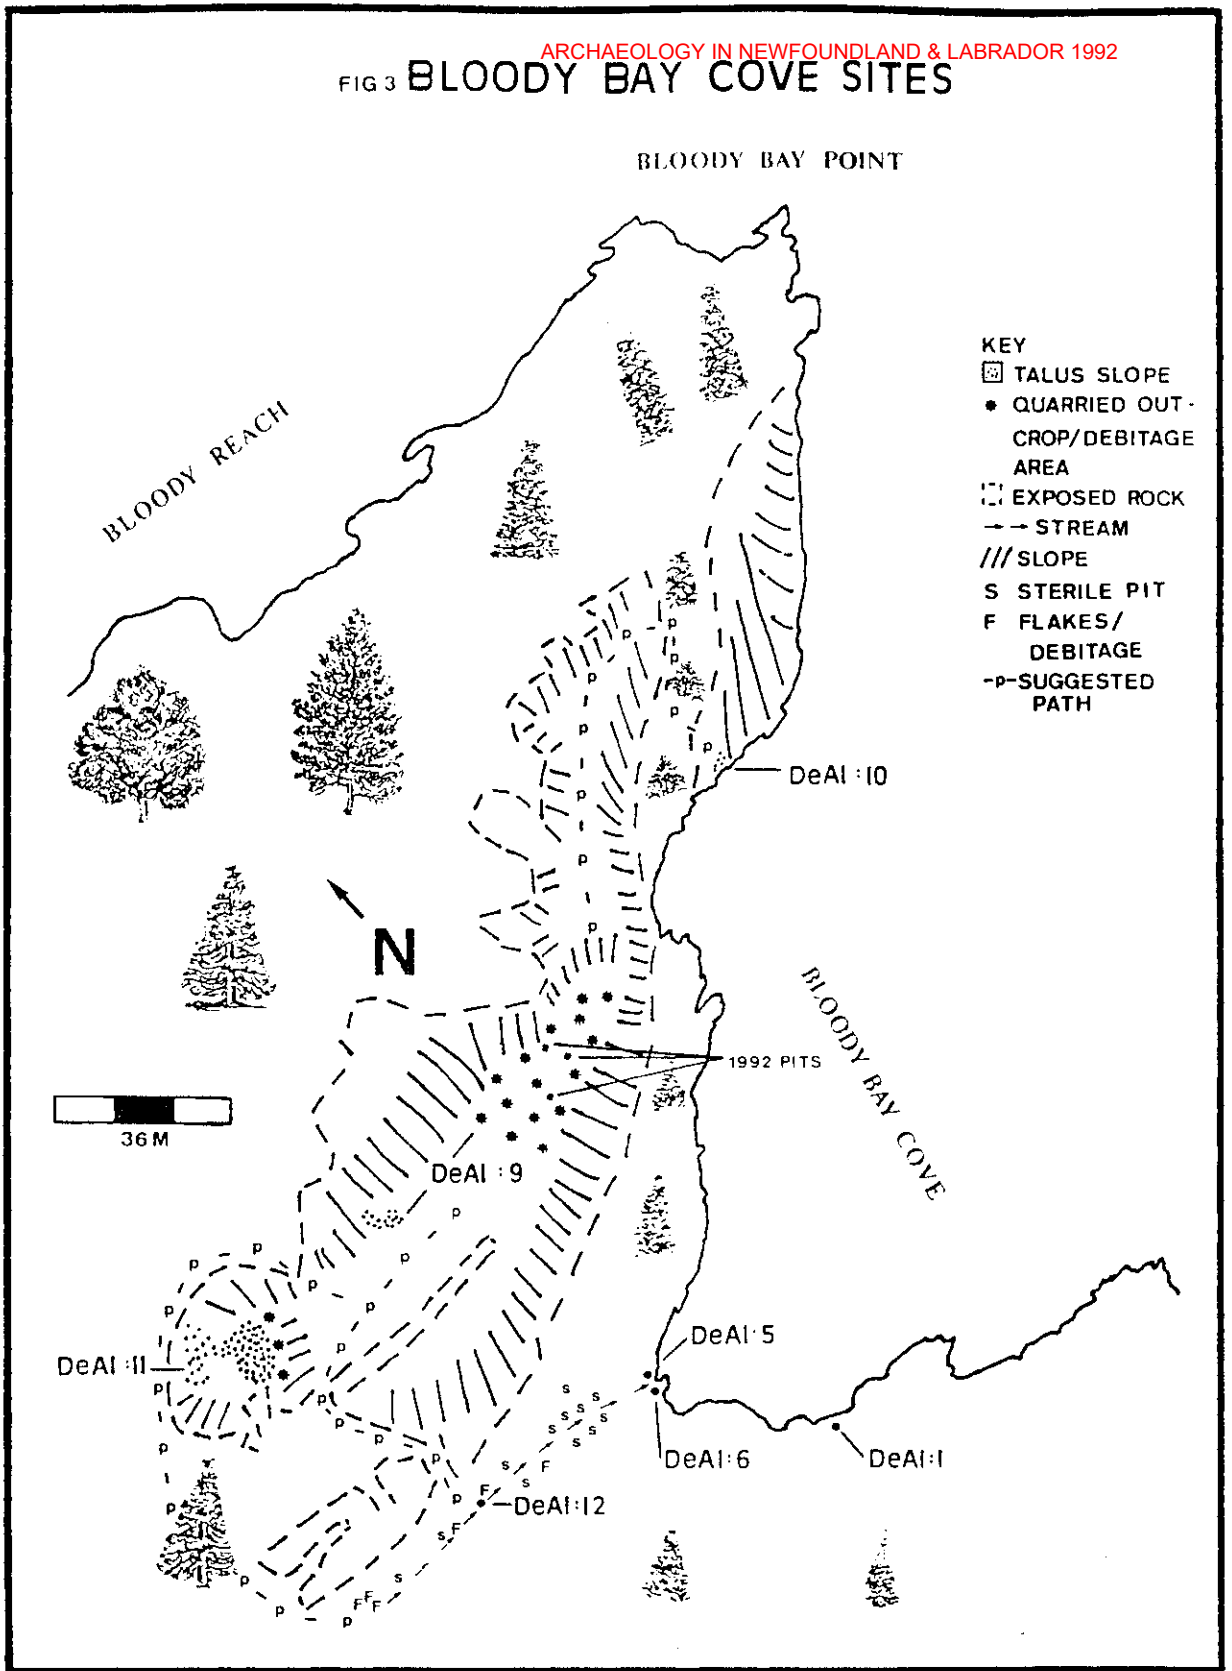 ARCHAEOLOGY IN NEWFOUNDLAND & LABRADOR 1992
FIG 3 BLOODY BAY COVE SITES
BLOODY BAY POINT
BLOODY REACH
KEY
TALUS SLOPE
QUARRIED OUT-
CROP/DEBITAGE
AREA
EXPOSED ROCK
STREAM
/// SLOPE
S STERILE PIT
F FLAKES/
DEBITAGE
-P-SUGGESTED
PATH
p
p
p
p
p
p
p
p
p
p
DeAl:10
N
BLOODY BAY COVE
1992 PITS
36 M
DeAl:9
p
p
p
p
p
p
p
p
DeAl:11
DeAl:5
p
p
p
p
p
p
p
p
s
s
s
s
s
s
s
s
s
s
s
s
s
F
DeAl:6
DeAl:1
p
F
DeAl:12
s
F
s
p
p
p
F
F
F